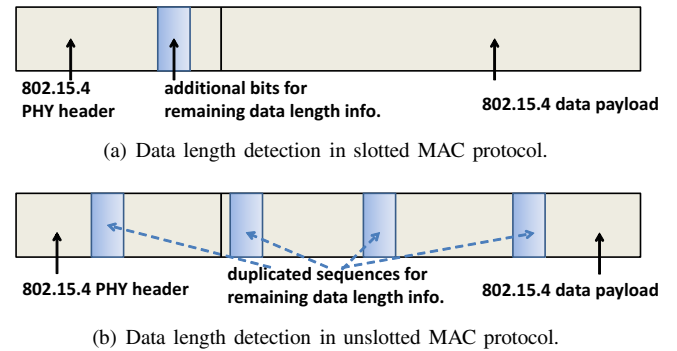 802.15.4
PHY header
additional bits for
remaining data length info.
802.15.4 data payload
(a) Data length detection in slotted MAC protocol.
802.15.4 PHY header
duplicated sequences for
remaining data length info.
802.15.4 data payload
(b) Data length detection in unslotted MAC protocol.